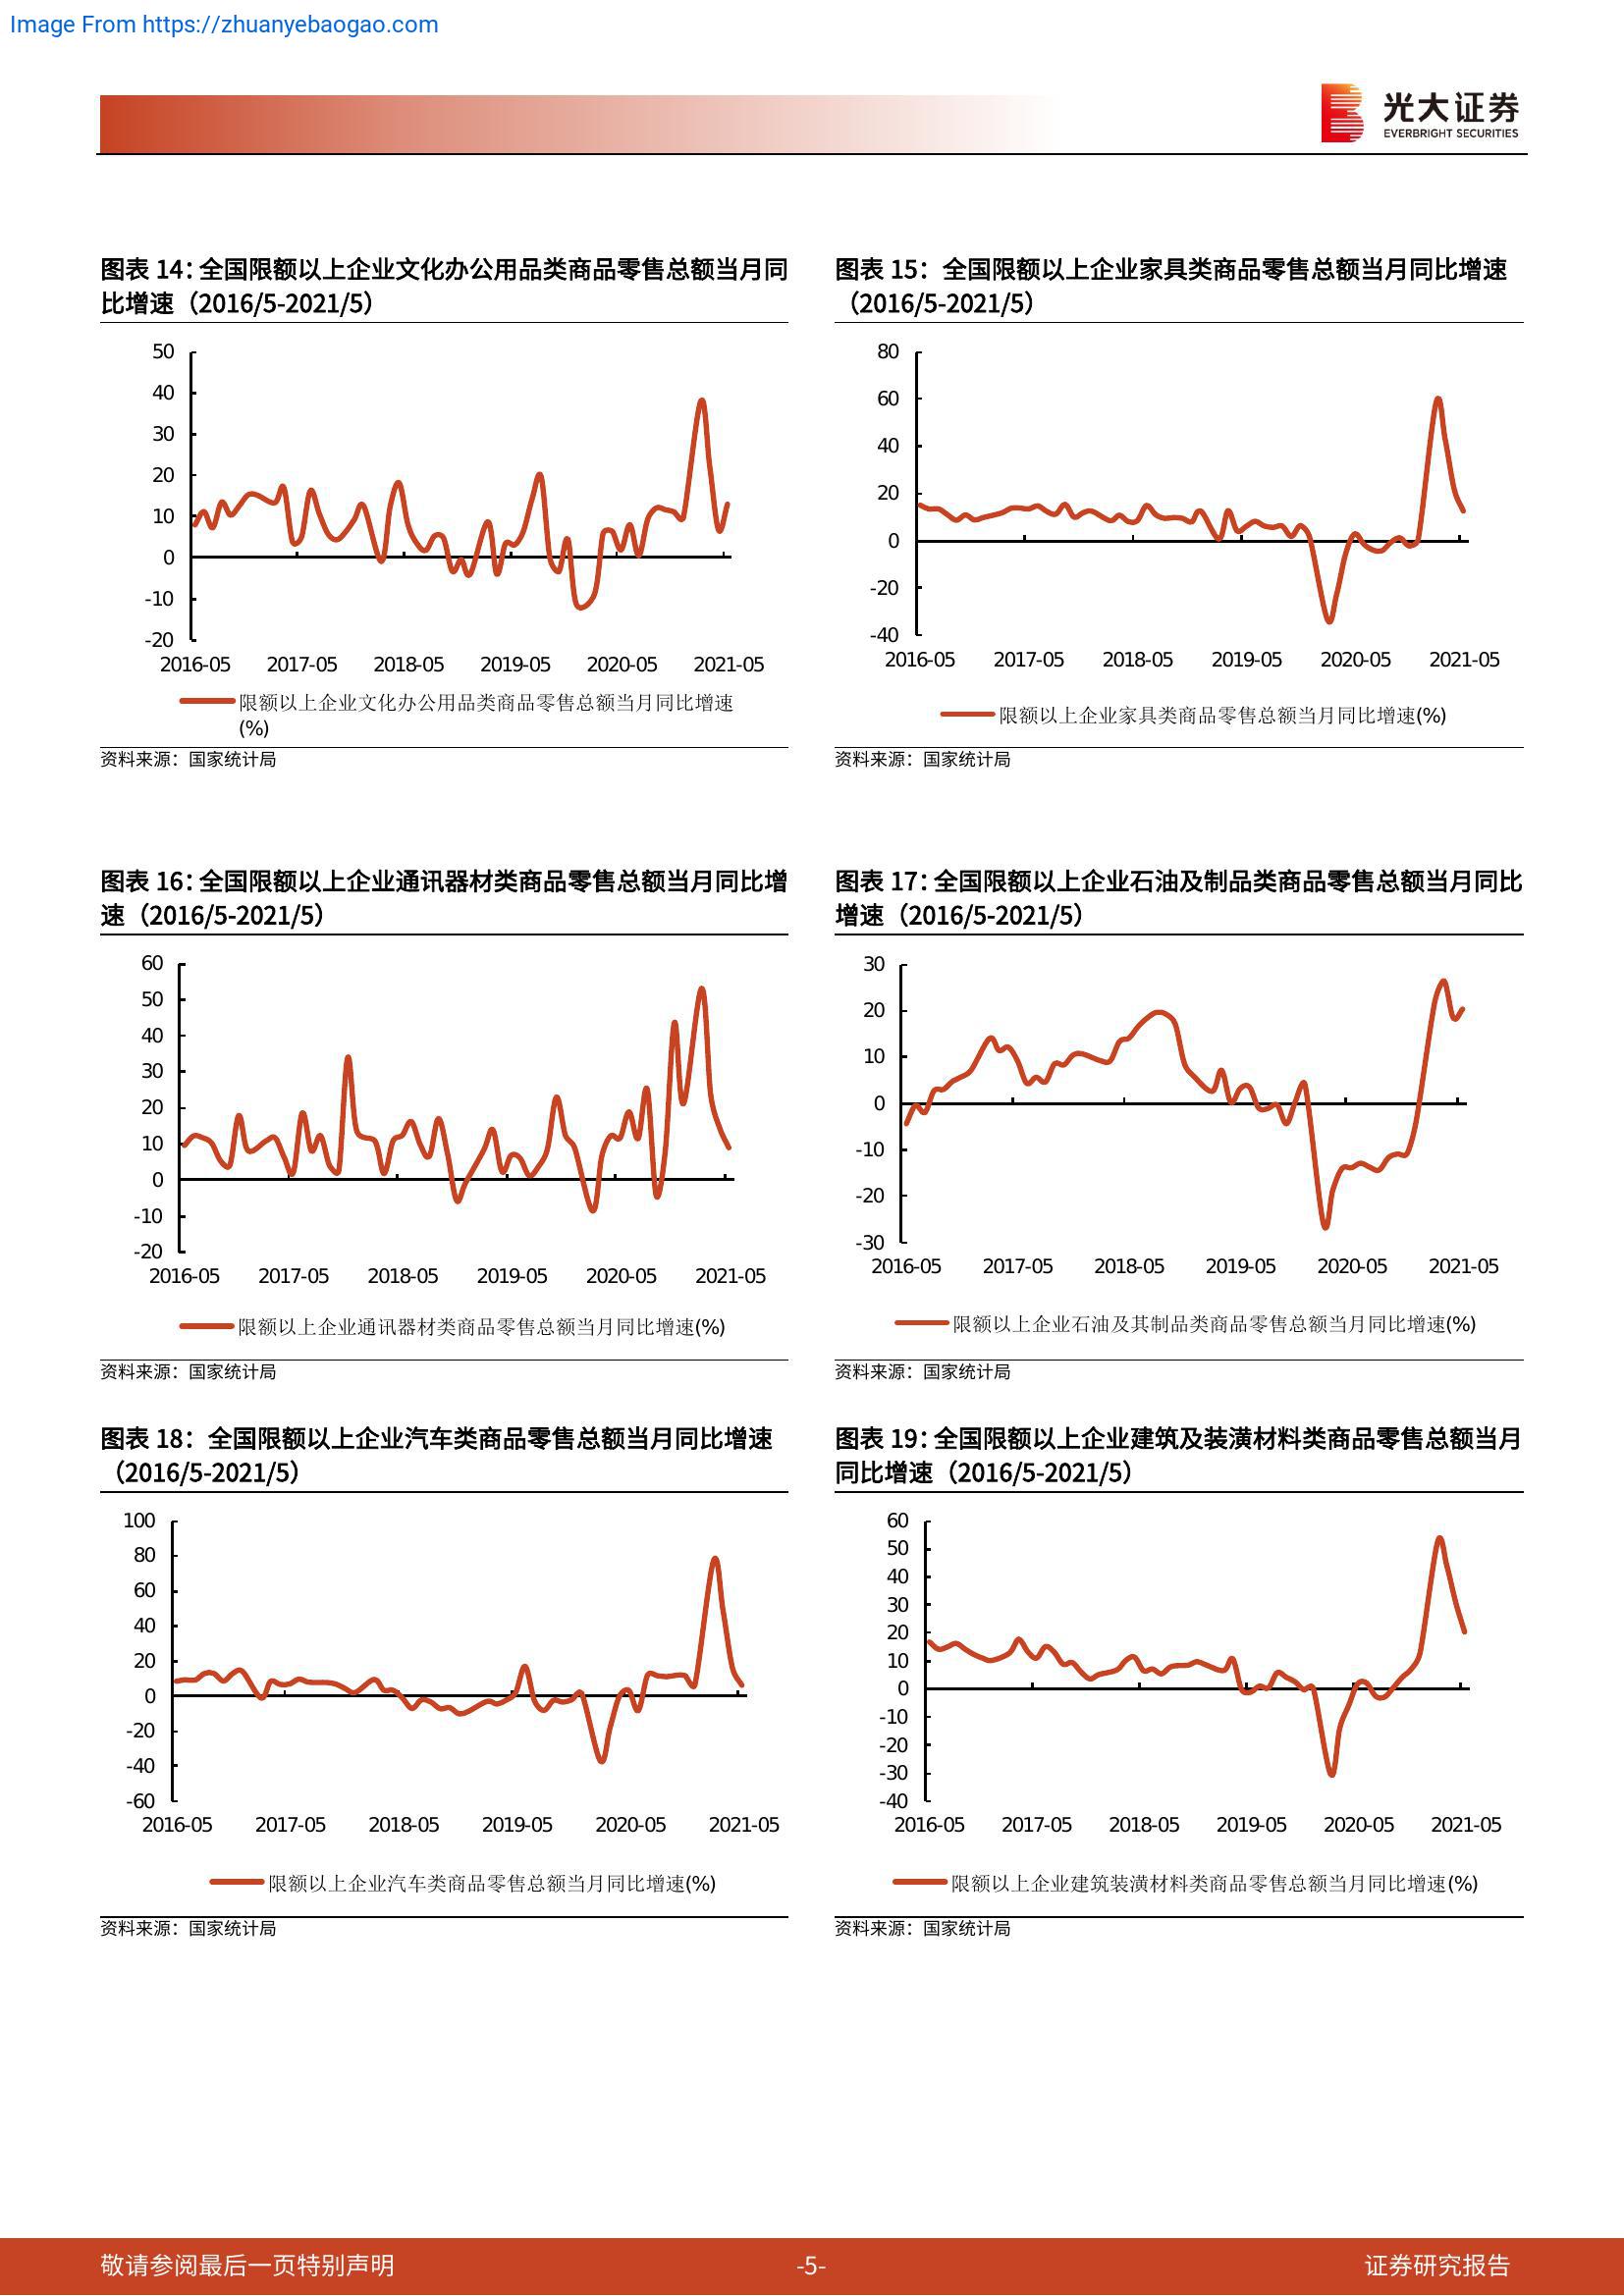 Image From https://zhuanyebaogao.com
光大证券
EVERBRIGHT SECURITIES
图表 14：全国限额以上企业文化办公用品类商品零售总额当月同
比增速（2016/5-2021/5）
50
40
30
20
10
0
-10
-20
2016-05 2017-05 2018-05 2019-05 2020-05 2021-05
限额以上企业文化办公用品类商品零售总额当月同比增速
(%)
资料来源：国家统计局
图表 15：全国限额以上企业家具类商品零售总额当月同比增速
（2016/5-2021/5）
80
60
40
20
0
-20
-40
2016-05 2017-05 2018-05 2019-05 2020-05 2021-05
限额以上企业家具类商品零售总额当月同比增速(%)
资料来源：国家统计局
图表 16：全国限额以上企业通讯器材类商品零售总额当月同比增
速（2016/5-2021/5）
60
50
40
30
20
10
0
-10
-20
2016-05 2017-05 2018-05 2019-05 2020-05 2021-05
限额以上企业通讯器材类商品零售总额当月同比增速(%)
资料来源：国家统计局
图表 17：全国限额以上企业石油及制品类商品零售总额当月同比
增速（2016/5-2021/5）
30
20
10
0
-10
-20
-30
2016-05 2017-05 2018-05 2019-05 2020-05 2021-05
限额以上企业石油及其制品类商品零售总额当月同比增速(%)
资料来源：国家统计局
图表 18：全国限额以上企业汽车类商品零售总额当月同比增速
（2016/5-2021/5）
100
80
60
40
20
0
-20
-40
-60
2016-05 2017-05 2018-05 2019-05 2020-05 2021-05
限额以上企业汽车类商品零售总额当月同比增速(%)
资料来源：国家统计局
图表 19：全国限额以上企业建筑及装潢材料类商品零售总额当月
同比增速（2016/5-2021/5）
60
50
40
30
20
10
0
-10
-20
-30
-40
2016-05 2017-05 2018-05 2019-05 2020-05 2021-05
限额以上企业建筑装潢材料类商品零售总额当月同比增速(%)
资料来源：国家统计局
敬请参阅最后一页特别声明
-5-
证券研究报告